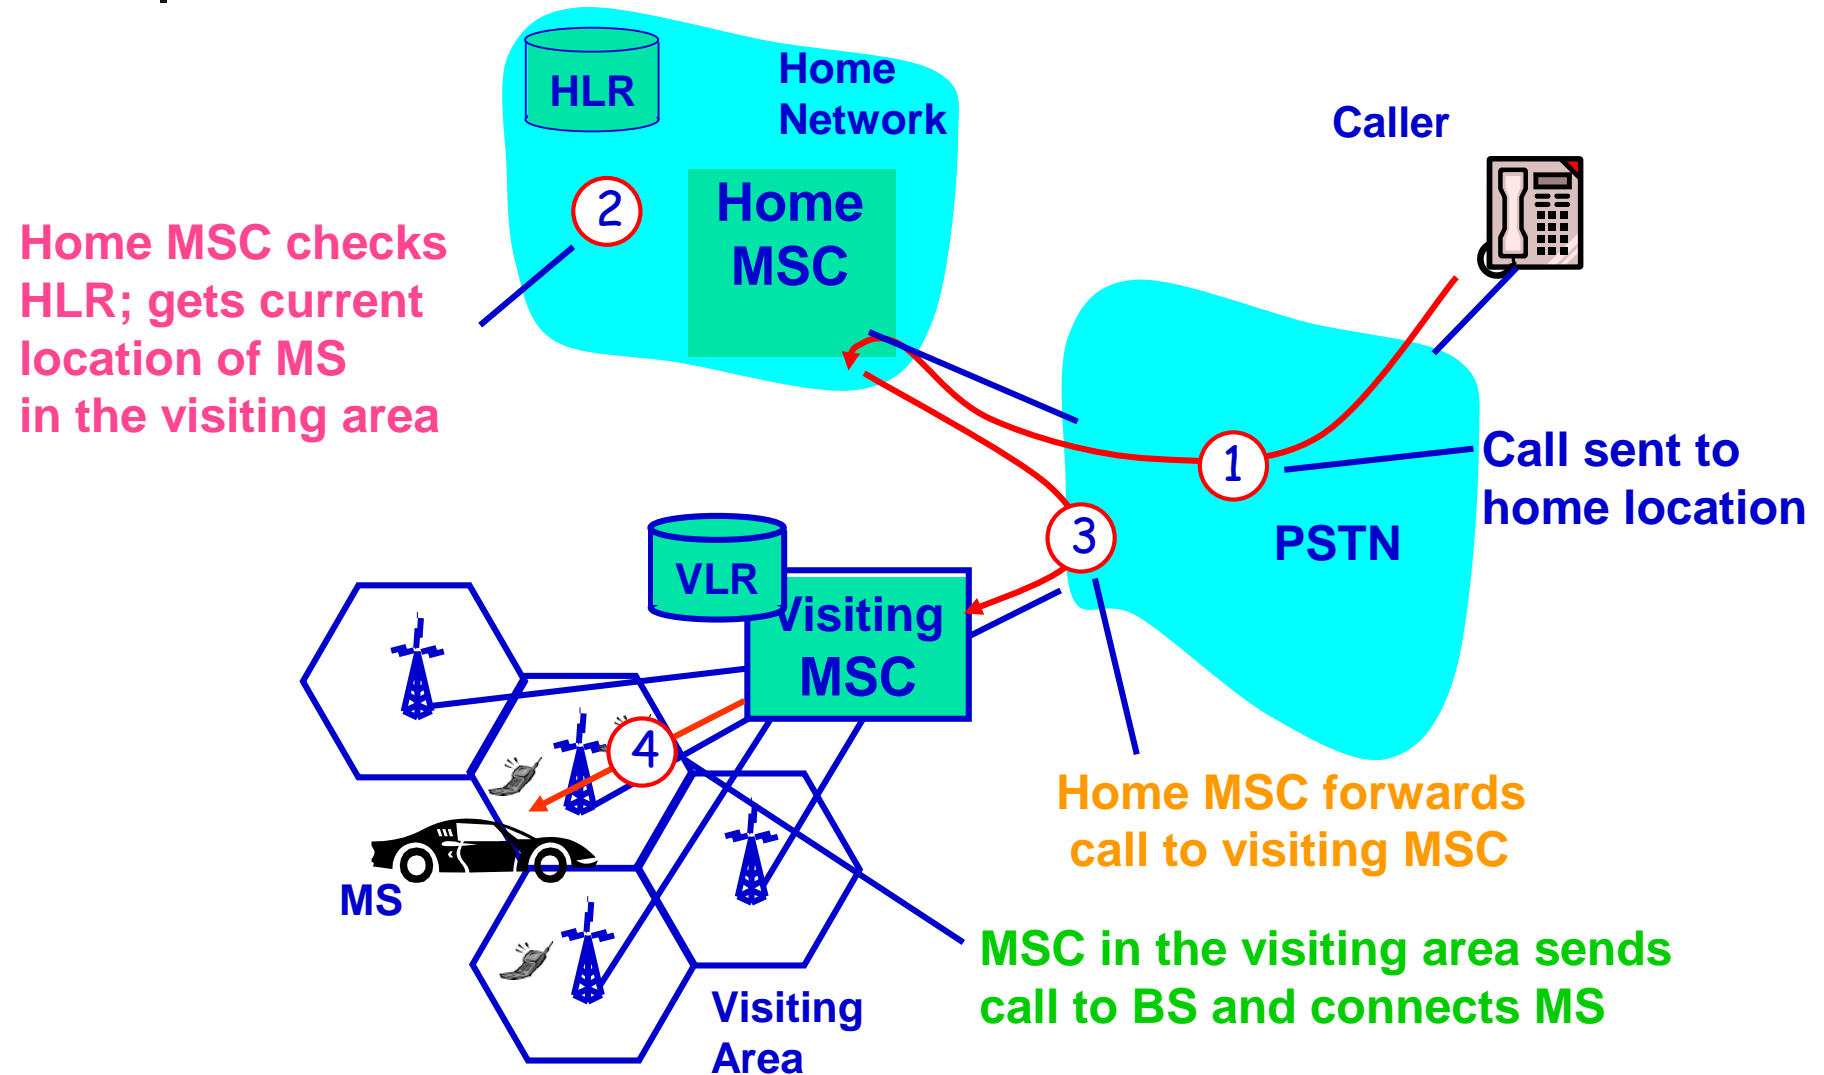 HLR
Home
Network
Caller
2
Home
MSC
Home MSC checks
HLR; gets current
location of MS
in the visiting area
1
Call sent to
home location
3
PSTN
VLR
Visiting
MSC
4
Home MSC forwards
call to visiting MSC
MS
MSC in the visiting area sends
call to BS and connects MS
Visiting
Area